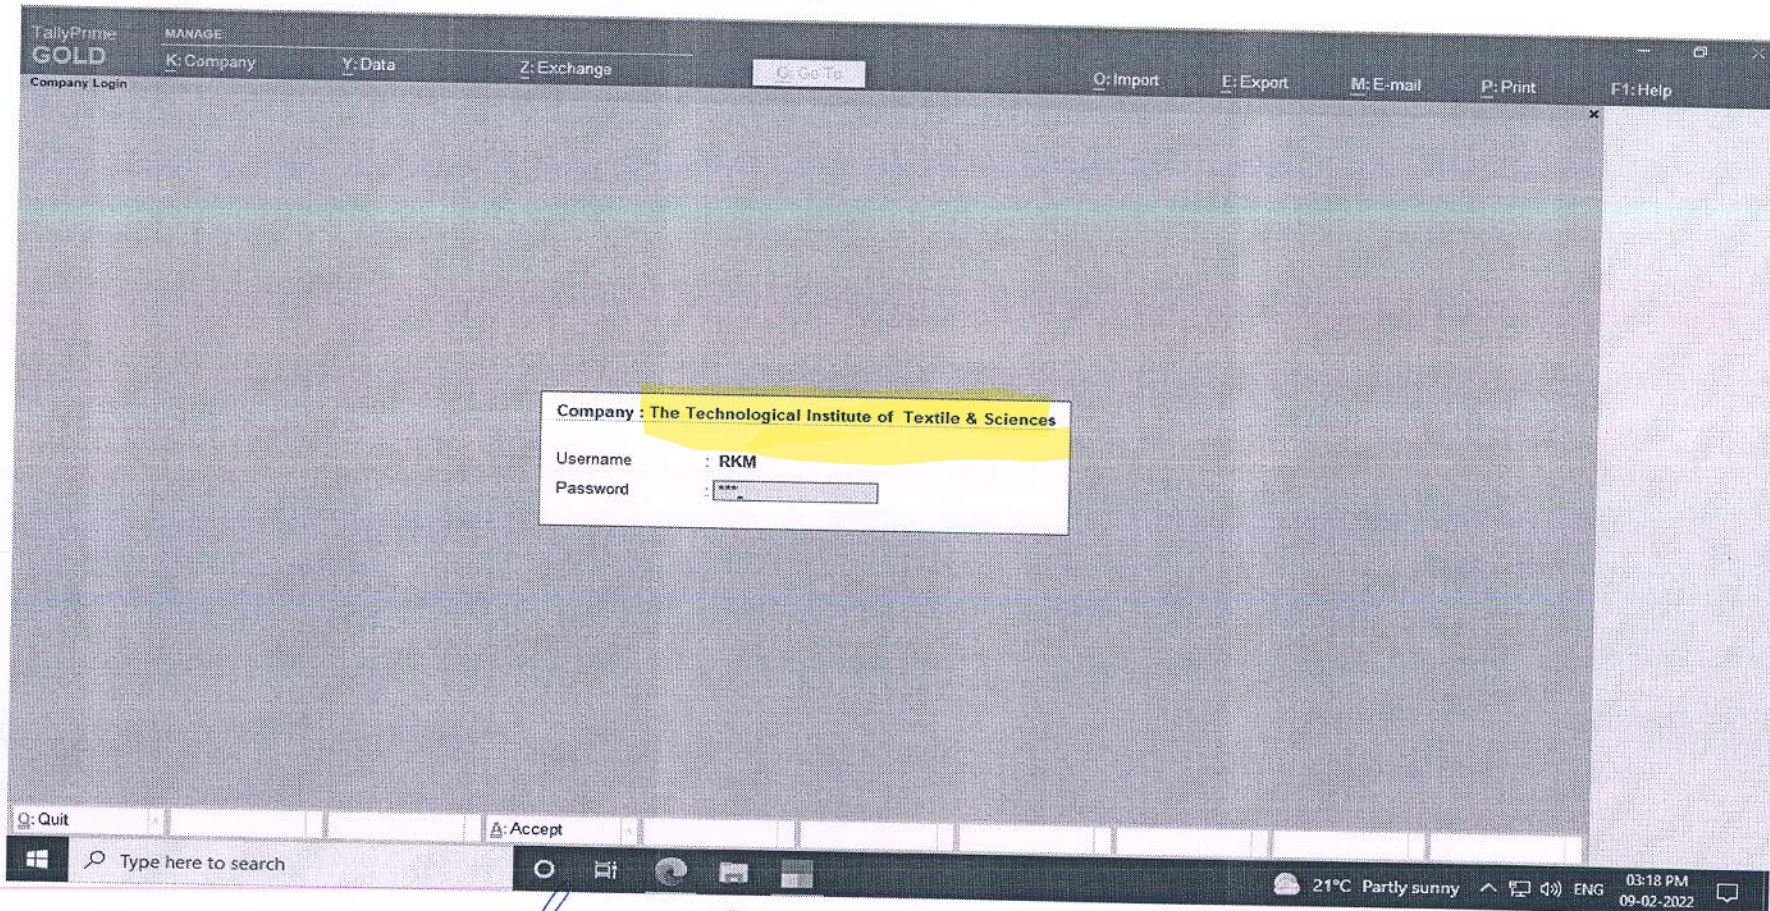 TallyPrime
GOLD
MANAGE
K: Company
Y: Data
Z: Exchange
G: Go To
O: Import
E: Export
M: E-mail
P: Print
F1: Help
Company Login
Company : The Technological Institute of Textile & Sciences
Username : RKM
Password : ***
Q: Quit
A: Accept
Type here to search
21°C Partly sunny
ENG
03:18 PM
09-02-2022